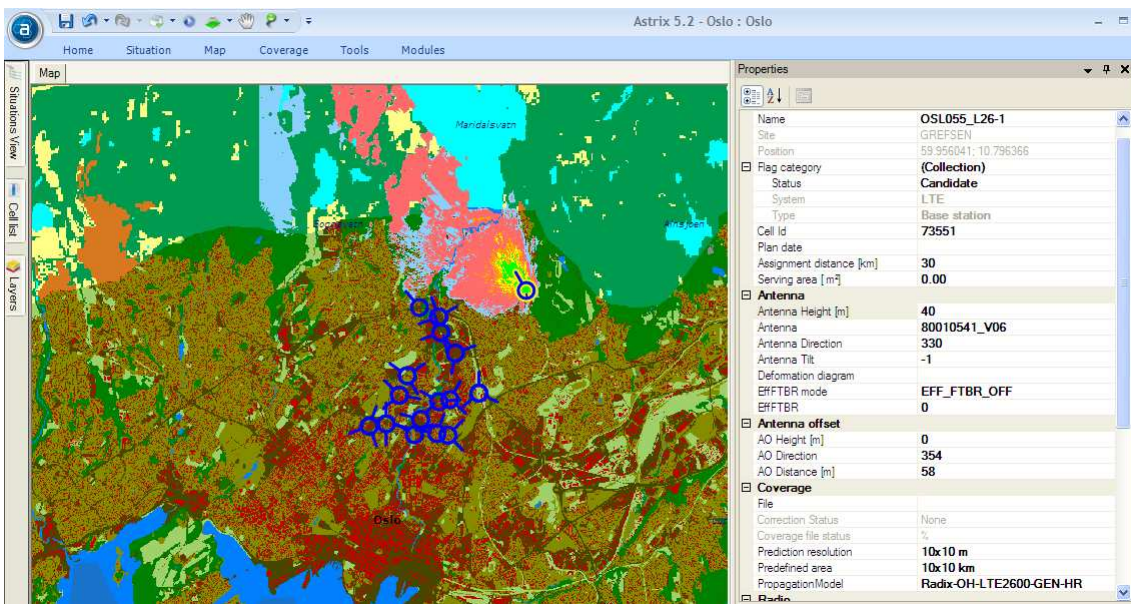 a
Astrix 5.2 - Oslo : Oslo
Home Situation Map Coverage Tools Modules
Situations View
Cell list
Layers
Map
Maridalsvatn
Oslo
Properties
Name OSL055_L26-1
Site GREFSEN
Position 59.956041; 10.796366
Flag category (Collection)
Status Candidate
System LTE
Type Base station
Cell Id 73551
Plan date
Assignment distance [km] 30
Serving area [ m²] 0.00
Antenna
Antenna Height [m] 40
Antenna 80010541_V06
Antenna Direction 330
Antenna Tilt -1
Deformation diagram
EffFTBR mode EFF_FTBR_OFF
EffFTBR 0
Antenna offset
AO Height [m] 0
AO Direction 354
AO Distance [m] 58
Coverage
File
Correction Status None
Coverage file status %
Prediction resolution 10x10 m
Predefined area 10x10 km
PropagationModel Radix-OH-LTE2600-GEN-HR
Radio